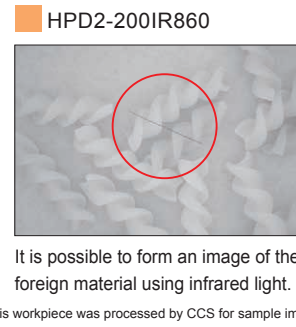 HPD2-200IR860
It is possible to form an image of the
foreign material using infrared light.
is workpiece was processed by CCS for sample im